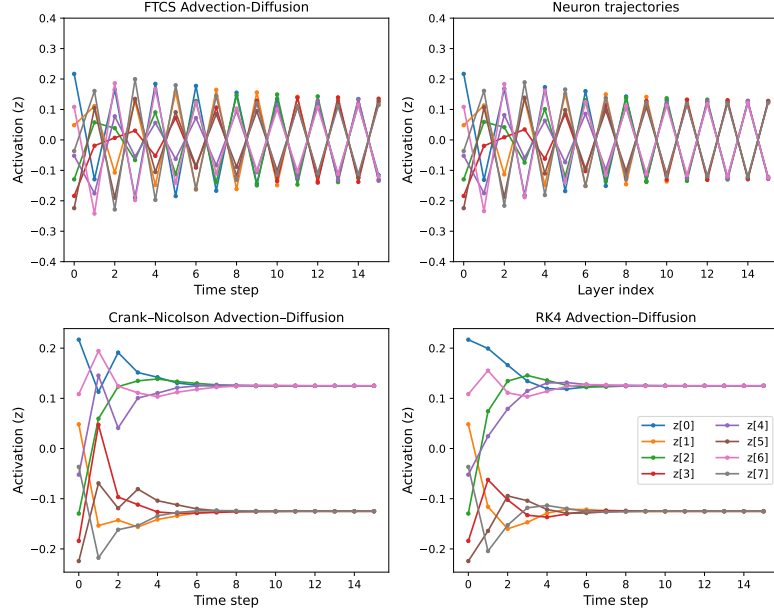 FTCS Advection-Diffusion
Activation (z)
0.4
0.3
0.2
0.1
0.0
−0.1
−0.2
−0.3
−0.4
0 2 4 6 8 10 12 14
Time step
Neuron trajectories
Activation (z)
0.4
0.3
0.2
0.1
0.0
−0.1
−0.2
−0.3
−0.4
0 2 4 6 8 10 12 14
Layer index
Crank–Nicolson Advection–Diffusion
Activation (z)
0.2
0.1
0.0
−0.1
−0.2
0 2 4 6 8 10 12 14
Time step
RK4 Advection–Diffusion
Activation (z)
0.2
0.1
0.0
−0.1
−0.2
z[0] z[4]
z[1] z[5]
z[2] z[6]
z[3] z[7]
0 2 4 6 8 10 12 14
Time step